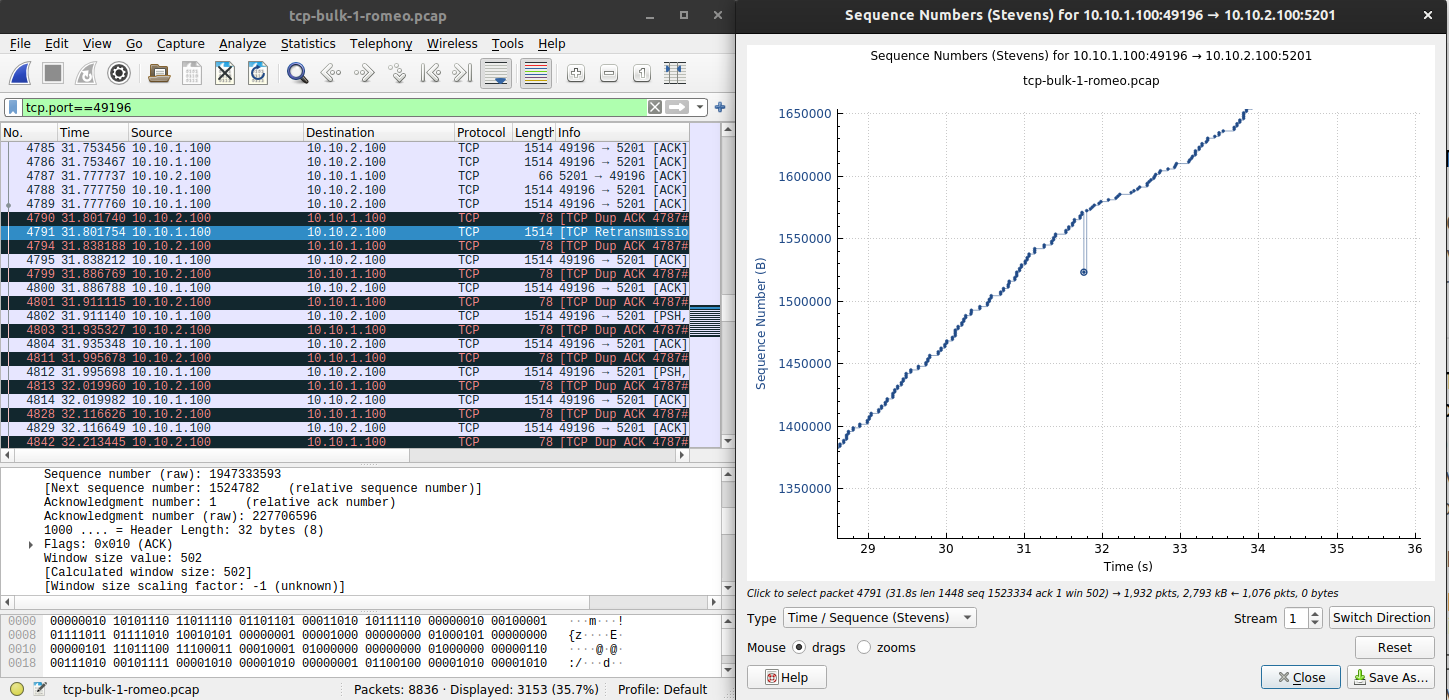 tcp-bulk-1-romeo.pcap
File Edit View Go Capture Analyze Statistics Telephony Wireless Tools Help
tcp.port==49196
No. Time Source Destination Protocol Length Info
4785 31.753456 10.10.1.100 10.10.2.100 TCP 1514 49196 → 5201 [ACK]
4786 31.753467 10.10.1.100 10.10.2.100 TCP 1514 49196 → 5201 [ACK]
4787 31.777737 10.10.2.100 10.10.1.100 TCP 66 5201 → 49196 [ACK]
4788 31.777750 10.10.1.100 10.10.2.100 TCP 1514 49196 → 5201 [ACK]
4789 31.777760 10.10.1.100 10.10.2.100 TCP 1514 49196 → 5201 [ACK]
4790 31.801740 10.10.2.100 10.10.1.100 TCP 78 [TCP Dup ACK 4787#
4791 31.801754 10.10.1.100 10.10.2.100 TCP 1514 [TCP Retransmissio
4794 31.838188 10.10.2.100 10.10.1.100 TCP 78 [TCP Dup ACK 4787#
4795 31.838212 10.10.1.100 10.10.2.100 TCP 1514 49196 → 5201 [ACK]
4799 31.886769 10.10.2.100 10.10.1.100 TCP 78 [TCP Dup ACK 4787#
4800 31.886788 10.10.1.100 10.10.2.100 TCP 1514 49196 → 5201 [ACK]
4801 31.911115 10.10.2.100 10.10.1.100 TCP 78 [TCP Dup ACK 4787#
4802 31.911140 10.10.1.100 10.10.2.100 TCP 1514 49196 → 5201 [PSH,
4803 31.935327 10.10.2.100 10.10.1.100 TCP 78 [TCP Dup ACK 4787#
4804 31.935348 10.10.1.100 10.10.2.100 TCP 1514 49196 → 5201 [ACK]
4811 31.995678 10.10.2.100 10.10.1.100 TCP 78 [TCP Dup ACK 4787#
4812 31.995698 10.10.1.100 10.10.2.100 TCP 1514 49196 → 5201 [PSH,
4813 32.019960 10.10.2.100 10.10.1.100 TCP 78 [TCP Dup ACK 4787#
4814 32.019982 10.10.1.100 10.10.2.100 TCP 1514 49196 → 5201 [ACK]
4828 32.116626 10.10.2.100 10.10.1.100 TCP 78 [TCP Dup ACK 4787#
4829 32.116649 10.10.1.100 10.10.2.100 TCP 1514 49196 → 5201 [ACK]
4842 32.213445 10.10.2.100 10.10.1.100 TCP 78 [TCP Dup ACK 4787#
Sequence number (raw): 1947333593
[Next sequence number: 1524782 (relative sequence number)]
Acknowledgment number: 1 (relative ack number)
Acknowledgment number (raw): 227706596
1000 .... = Header Length: 32 bytes (8)
Flags: 0x010 (ACK)
Window size value: 502
[Calculated window size: 502]
[Window size scaling factor: -1 (unknown)]
0000 00000010 10101110 11011110 01101101 00011010 10111110 00000010 00100001 ···m···!
0008 01111011 01111010 10010101 00000001 00001000 00000000 01000101 00000000 {z····E·
0010 00000101 11011100 11100011 00010001 01000000 00000000 01000000 00000110 ····@·@·
0018 00111010 00101111 00001010 00001010 00000001 01100100 00001010 00001010 :/···d··
tcp-bulk-1-romeo.pcap Packets: 8836 · Displayed: 3153 (35.7%) Profile: Default
Sequence Numbers (Stevens) for 10.10.1.100:49196 → 10.10.2.100:5201
Sequence Numbers (Stevens) for 10.10.1.100:49196 → 10.10.2.100:5201
tcp-bulk-1-romeo.pcap
Sequence Number (B)
1650000
1600000
1550000
1500000
1450000
1400000
1350000
29 30 31 32 33 34 35 36
Time (s)
Click to select packet 4791 (31.8s len 1448 seq 1523334 ack 1 win 502) → 1,932 pkts, 2,793 kB ← 1,076 pkts, 0 bytes
Type Time / Sequence (Stevens) Stream 1 Switch Direction
Mouse drags zooms Reset
Help Close Save As...